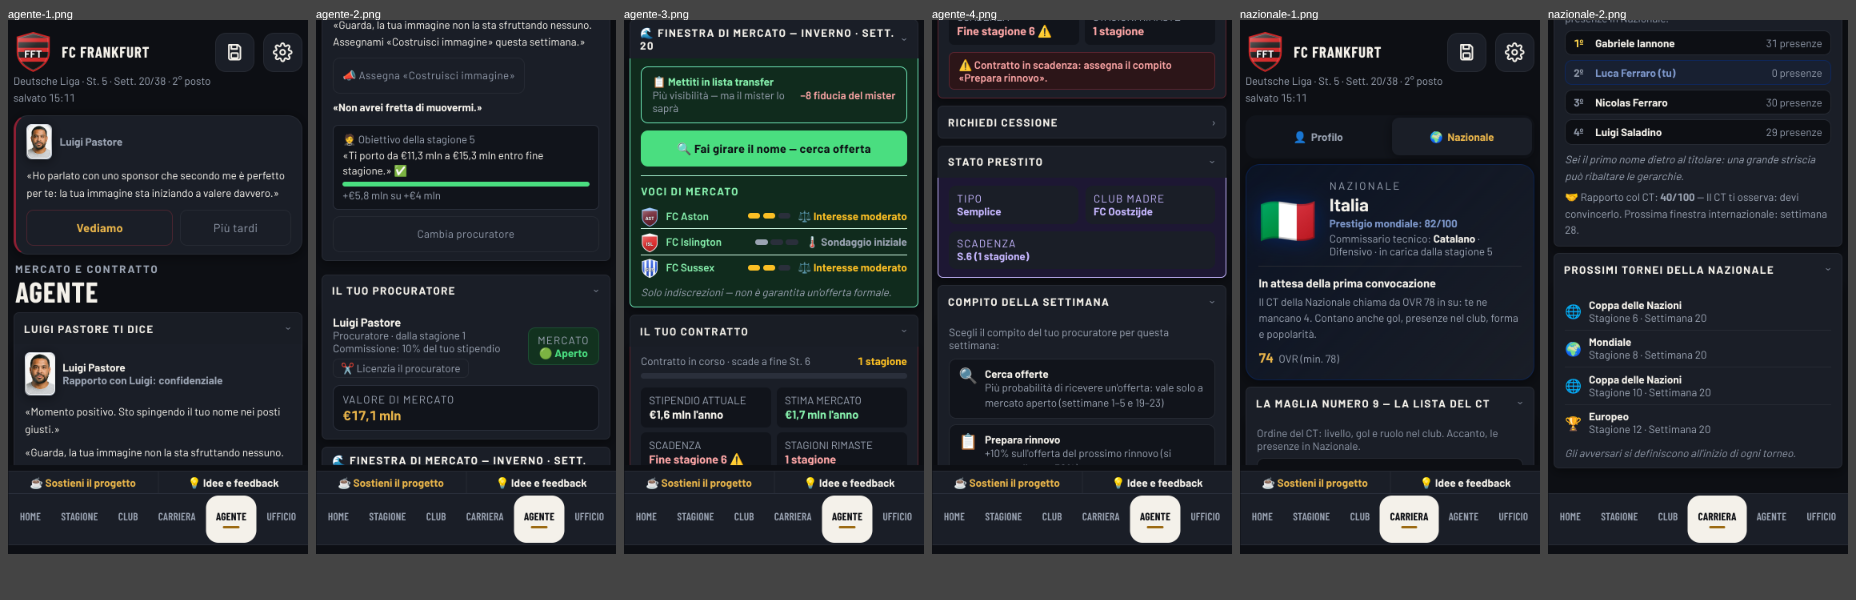 agente-1.png
FFT
FC FRANKFURT
Deutsche Liga · St. 5 · Sett. 20/38 · 2° posto
salvato 15:11
Luigi Pastore
«Ho parlato con uno sponsor che secondo me è perfetto
per te: la tua immagine sta iniziando a valere davvero.»
Vediamo
Più tardi
MERCATO E CONTRATTO
AGENTE
LUIGI PASTORE TI DICE
Luigi Pastore
Rapporto con Luigi: confidenziale
«Momento positivo. Sto spingendo il tuo nome nei posti
giusti.»
«Guarda, la tua immagine non la sta sfruttando nessuno.
Sostieni il progetto
Idee e feedback
HOME STAGIONE CLUB CARRIERA AGENTE UFFICIO
agente-2.png
«Guarda, la tua immagine non la sta sfruttando nessuno.
Assegnami «Costruisci immagine» questa settimana.»
Assegna «Costruisci immagine»
«Non avrei fretta di muovermi.»
Obiettivo della stagione 5
«Ti porto da €11,3 mln a €15,3 mln entro fine
stagione.» ✅
+€5,8 mln su +€4 mln
Cambia procuratore
IL TUO PROCURATORE
Luigi Pastore
Procuratore · dalla stagione 1
Commissione: 10% del tuo stipendio
Licenzia il procuratore
MERCATO
Aperto
VALORE DI MERCATO
€17,1 mln
FINESTRA DI MERCATO – INVERNO · SETT.
Sostieni il progetto
Idee e feedback
HOME STAGIONE CLUB CARRIERA AGENTE UFFICIO
agente-3.png
FINESTRA DI MERCATO – INVERNO · SETT.
20
Mettiti in lista transfer
Più visibilità — ma il mister lo
saprà
−8 fiducia del mister
Fai girare il nome — cerca offerta
VOCI DI MERCATO
FC Aston
Interesse moderato
FC Islington
Sondaggio iniziale
FC Sussex
Interesse moderato
Solo indiscrezioni — non è garantita un'offerta formale.
IL TUO CONTRATTO
Contratto in corso · scade a fine St. 6
1 stagione
STIPENDIO ATTUALE
€1,6 mln l'anno
STIMA MERCATO
€1,7 mln l'anno
SCADENZA
Fine stagione 6 ⚠️
STAGIONI RIMASTE
1 stagione
Sostieni il progetto
Idee e feedback
HOME STAGIONE CLUB CARRIERA AGENTE UFFICIO
agente-4.png
Fine stagione 6 ⚠️
1 stagione
⚠️ Contratto in scadenza: assegna il compito
«Prepara rinnovo».
RICHIEDI CESSIONE
STATO PRESTITO
TIPO
Semplice
CLUB MADRE
FC Oostzijde
SCADENZA
S.6 (1 stagione)
COMPITO DELLA SETTIMANA
Scegli il compito del tuo procuratore per questa
settimana:
Cerca offerte
Più probabilità di ricevere un'offerta: vale solo a
mercato aperto (settimane 1–5 e 19–23)
Prepara rinnovo
+10% sull'offerta del prossimo rinnovo (si
Sostieni il progetto
Idee e feedback
HOME STAGIONE CLUB CARRIERA AGENTE UFFICIO
nazionale-1.png
FFT
FC FRANKFURT
Deutsche Liga · St. 5 · Sett. 20/38 · 2° posto
salvato 15:11
Profilo
Nazionale
NAZIONALE
Italia
Prestigio mondiale: 82/100
Commissario tecnico: Catalano ·
Difensivo · in carica dalla stagione 5
In attesa della prima convocazione
Il CT della Nazionale chiama da OVR 78 in su: te ne
mancano 4. Contano anche gol, presenze nel club, forma
e popolarità.
74 OVR (min. 78)
LA MAGLIA NUMERO 9 – LA LISTA DEL CT
Ordine del CT: livello, gol e ruolo nel club. Accanto, le
presenze in Nazionale.
Sostieni il progetto
Idee e feedback
HOME STAGIONE CLUB CARRIERA AGENTE UFFICIO
nazionale-2.png
presenze in Nazionale.
1° Gabriele Iannone 31 presenze
2° Luca Ferraro (tu) 0 presenze
3° Nicolas Ferraro 30 presenze
4° Luigi Saladino 29 presenze
Sei il primo nome dietro al titolare: una grande striscia
può ribaltare le gerarchie.
Rapporto col CT: 40/100 — Il CT ti osserva: devi
convincerlo. Prossima finestra internazionale: settimana
28.
PROSSIMI TORNEI DELLA NAZIONALE
Coppa delle Nazioni
Stagione 6 · Settimana 20
Mondiale
Stagione 8 · Settimana 20
Coppa delle Nazioni
Stagione 10 · Settimana 20
Europeo
Stagione 12 · Settimana 20
Gli avversari si definiscono all'inizio di ogni torneo.
Sostieni il progetto
Idee e feedback
HOME STAGIONE CLUB CARRIERA AGENTE UFFICIO